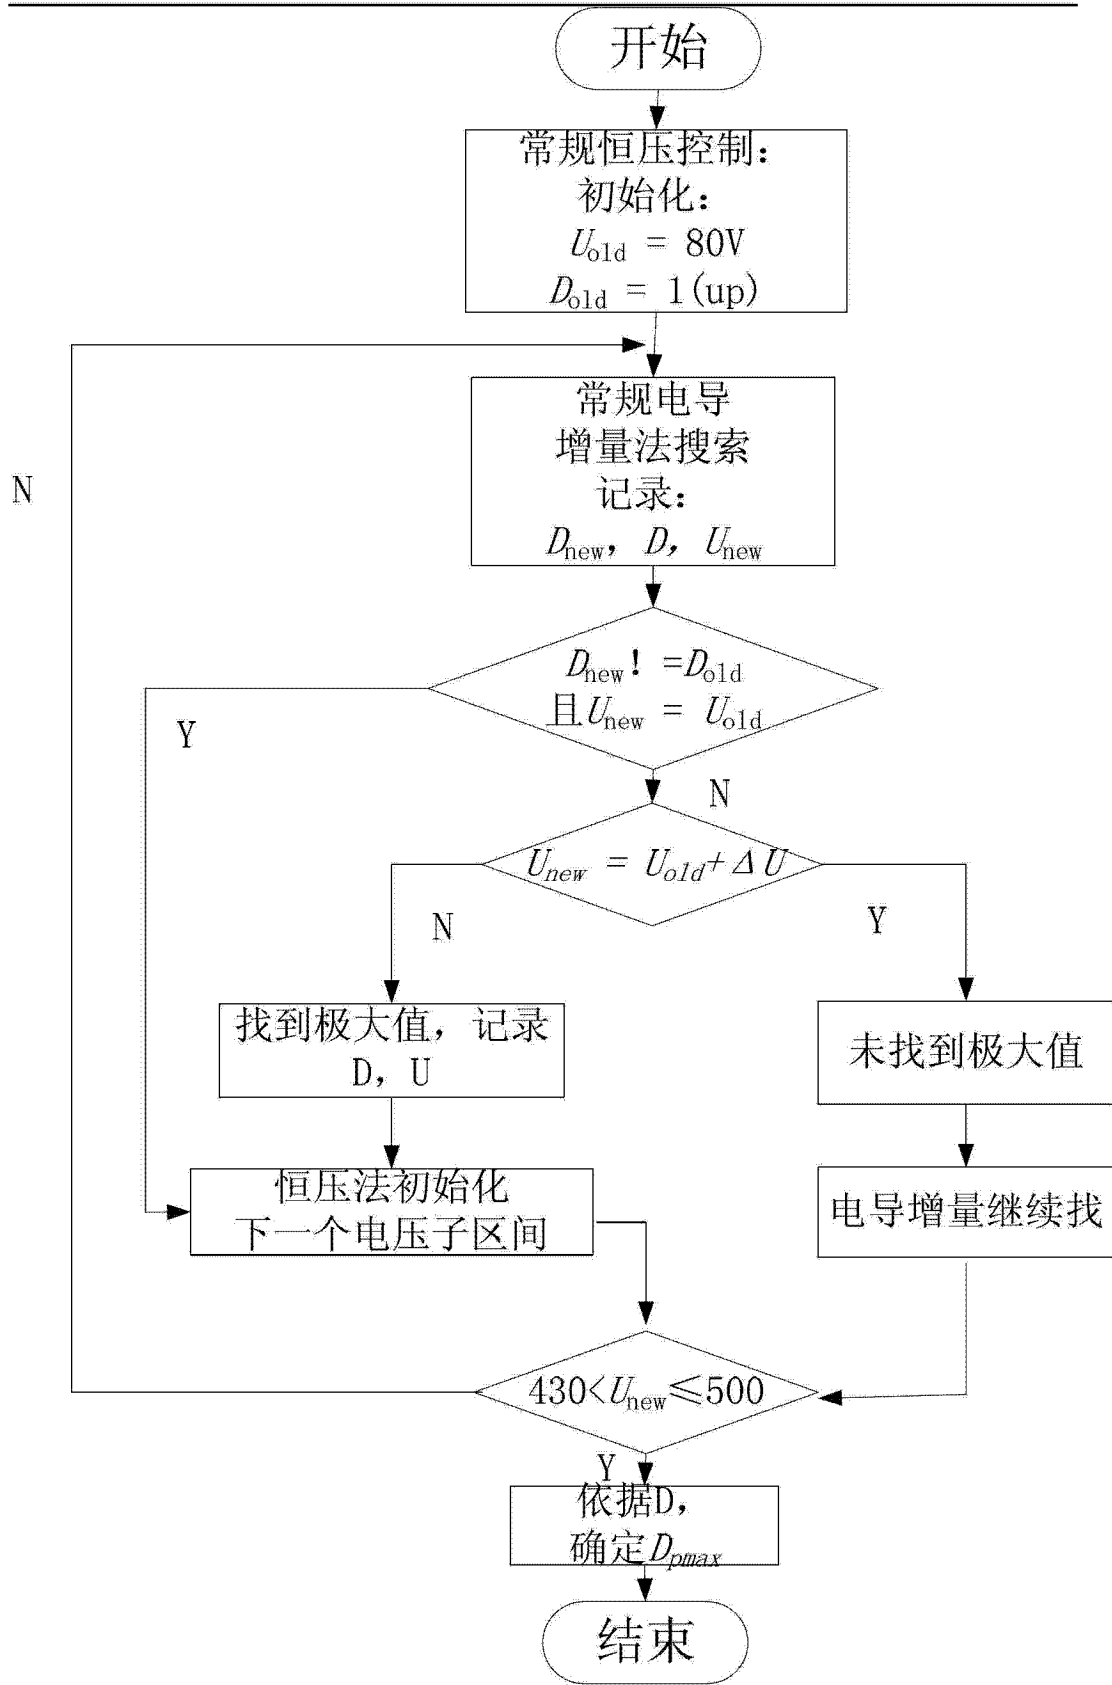 开始
常规恒压控制：
初始化：
Uold = 80V
Dold = 1(up)
常规电导
增量法搜索
记录：
Dnew，D，Unew
N
Dnew！=Dold
且Unew = Uold
Y
N
Unew = Uold+ΔU
N
Y
找到极大值，记录
D，U
未找到极大值
恒压法初始化
下一个电压子区间
电导增量继续找
430<Unew≤500
Y
依据D，
确定Dpmax
结束